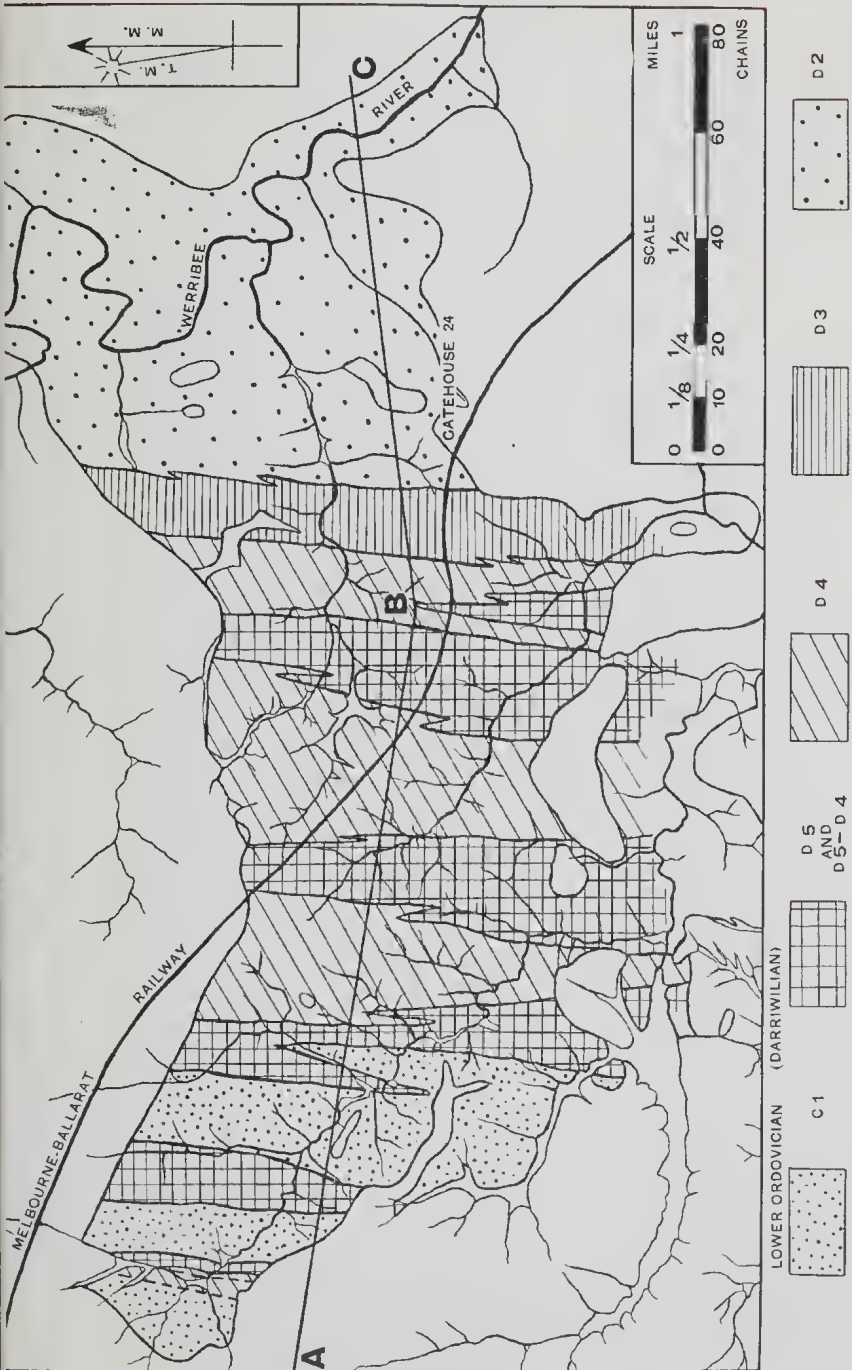 M. M.
T. M.
C
RIVER
WERRIBEE
GATEHOUSE 24
B
RAILWAY
MELBOURNE-BALLARAT
A
SCALE MILES
0 1/8 1/4 1/2 1
0 10 20 40 60 80
CHAINS
LOWER ORDOVICIAN (DARRIWILIAN)
C 1
D 5
AND
D 5 – D 4
D 4
D 3
D 2